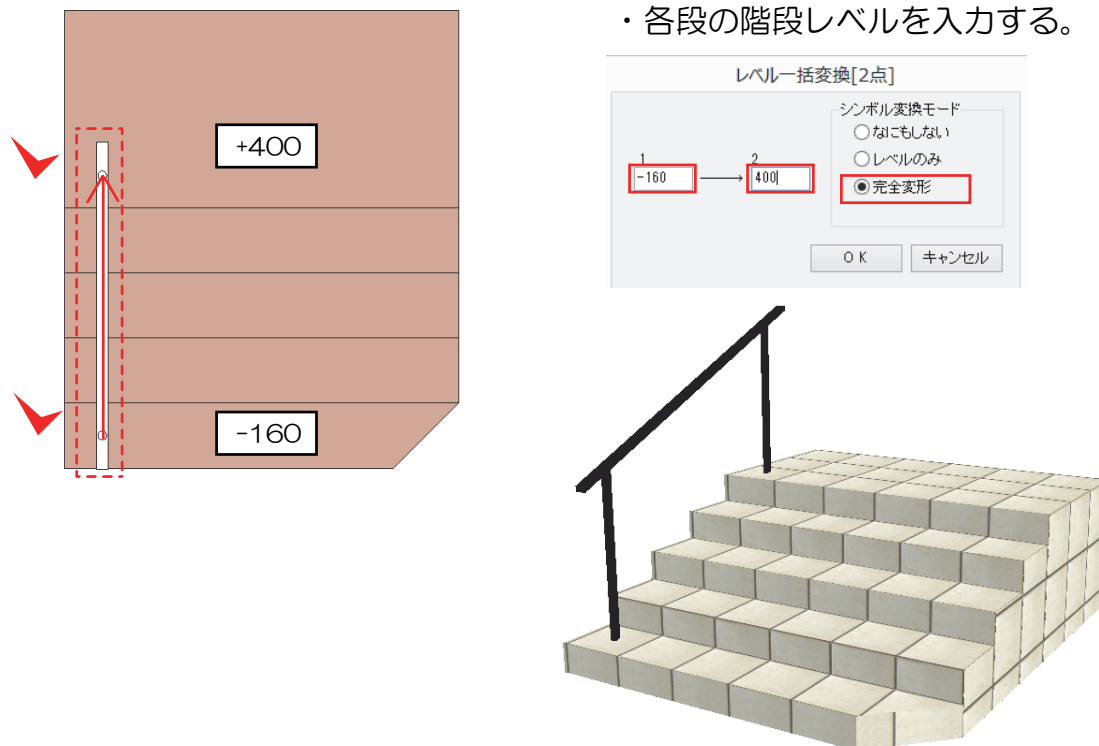 ・各段の階段レベルを入力する。
レベル一括変換[2点]
シンボル変換モード
なにもしない
レベルのみ
完全変形
1 2
-160 400
OK キャンセル
+400
-160